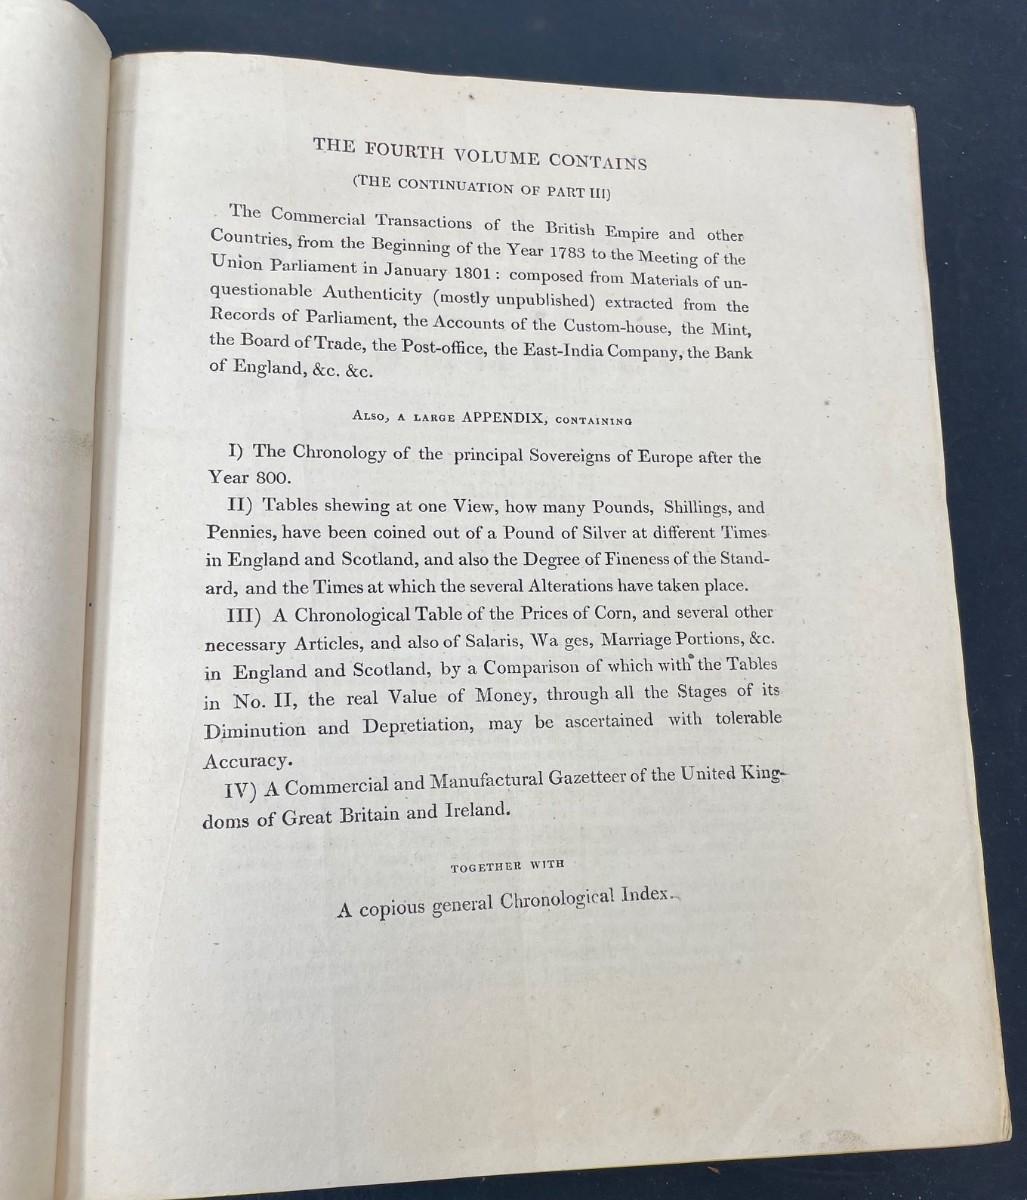 THE FOURTH VOLUME CONTAINS
(THE CONTINUATION OF PART III)
The Commercial Transactions of the British Empire and other
Countries, from the Beginning of the Year 1783 to the Meeting of the
Union Parliament in January 1801 : composed from Materials of un-
questionable Authenticity (mostly unpublished) extracted from the
Records of Parliament, the Accounts of the Custom-house, the Mint,
the Board of Trade, the Post-office, the East-India Company, the Bank
of England, &c. &c.
ALSO, A LARGE APPENDIX, CONTAINING
I) The Chronology of the principal Sovereigns of Europe after the
Year 800.
II) Tables shewing at one View, how many Pounds, Shillings, and
Pennies, have been coined out of a Pound of Silver at different Times
in England and Scotland, and also the Degree of Fineness of the Stand-
ard, and the Times at which the several Alterations have taken place.
III) A Chronological Table of the Prices of Corn, and several other
necessary Articles, and also of Salaris, Wa ges, Marriage Portions, &c.
in England and Scotland, by a Comparison of which with the Tables
in No. II, the real Value of Money, through all the Stages of its
Diminution and Depretiation, may be ascertained with tolerable
Accuracy.
IV) A Commercial and Manufactural Gazetteer of the United King-
doms of Great Britain and Ireland.
TOGETHER WITH
A copious general Chronological Index.